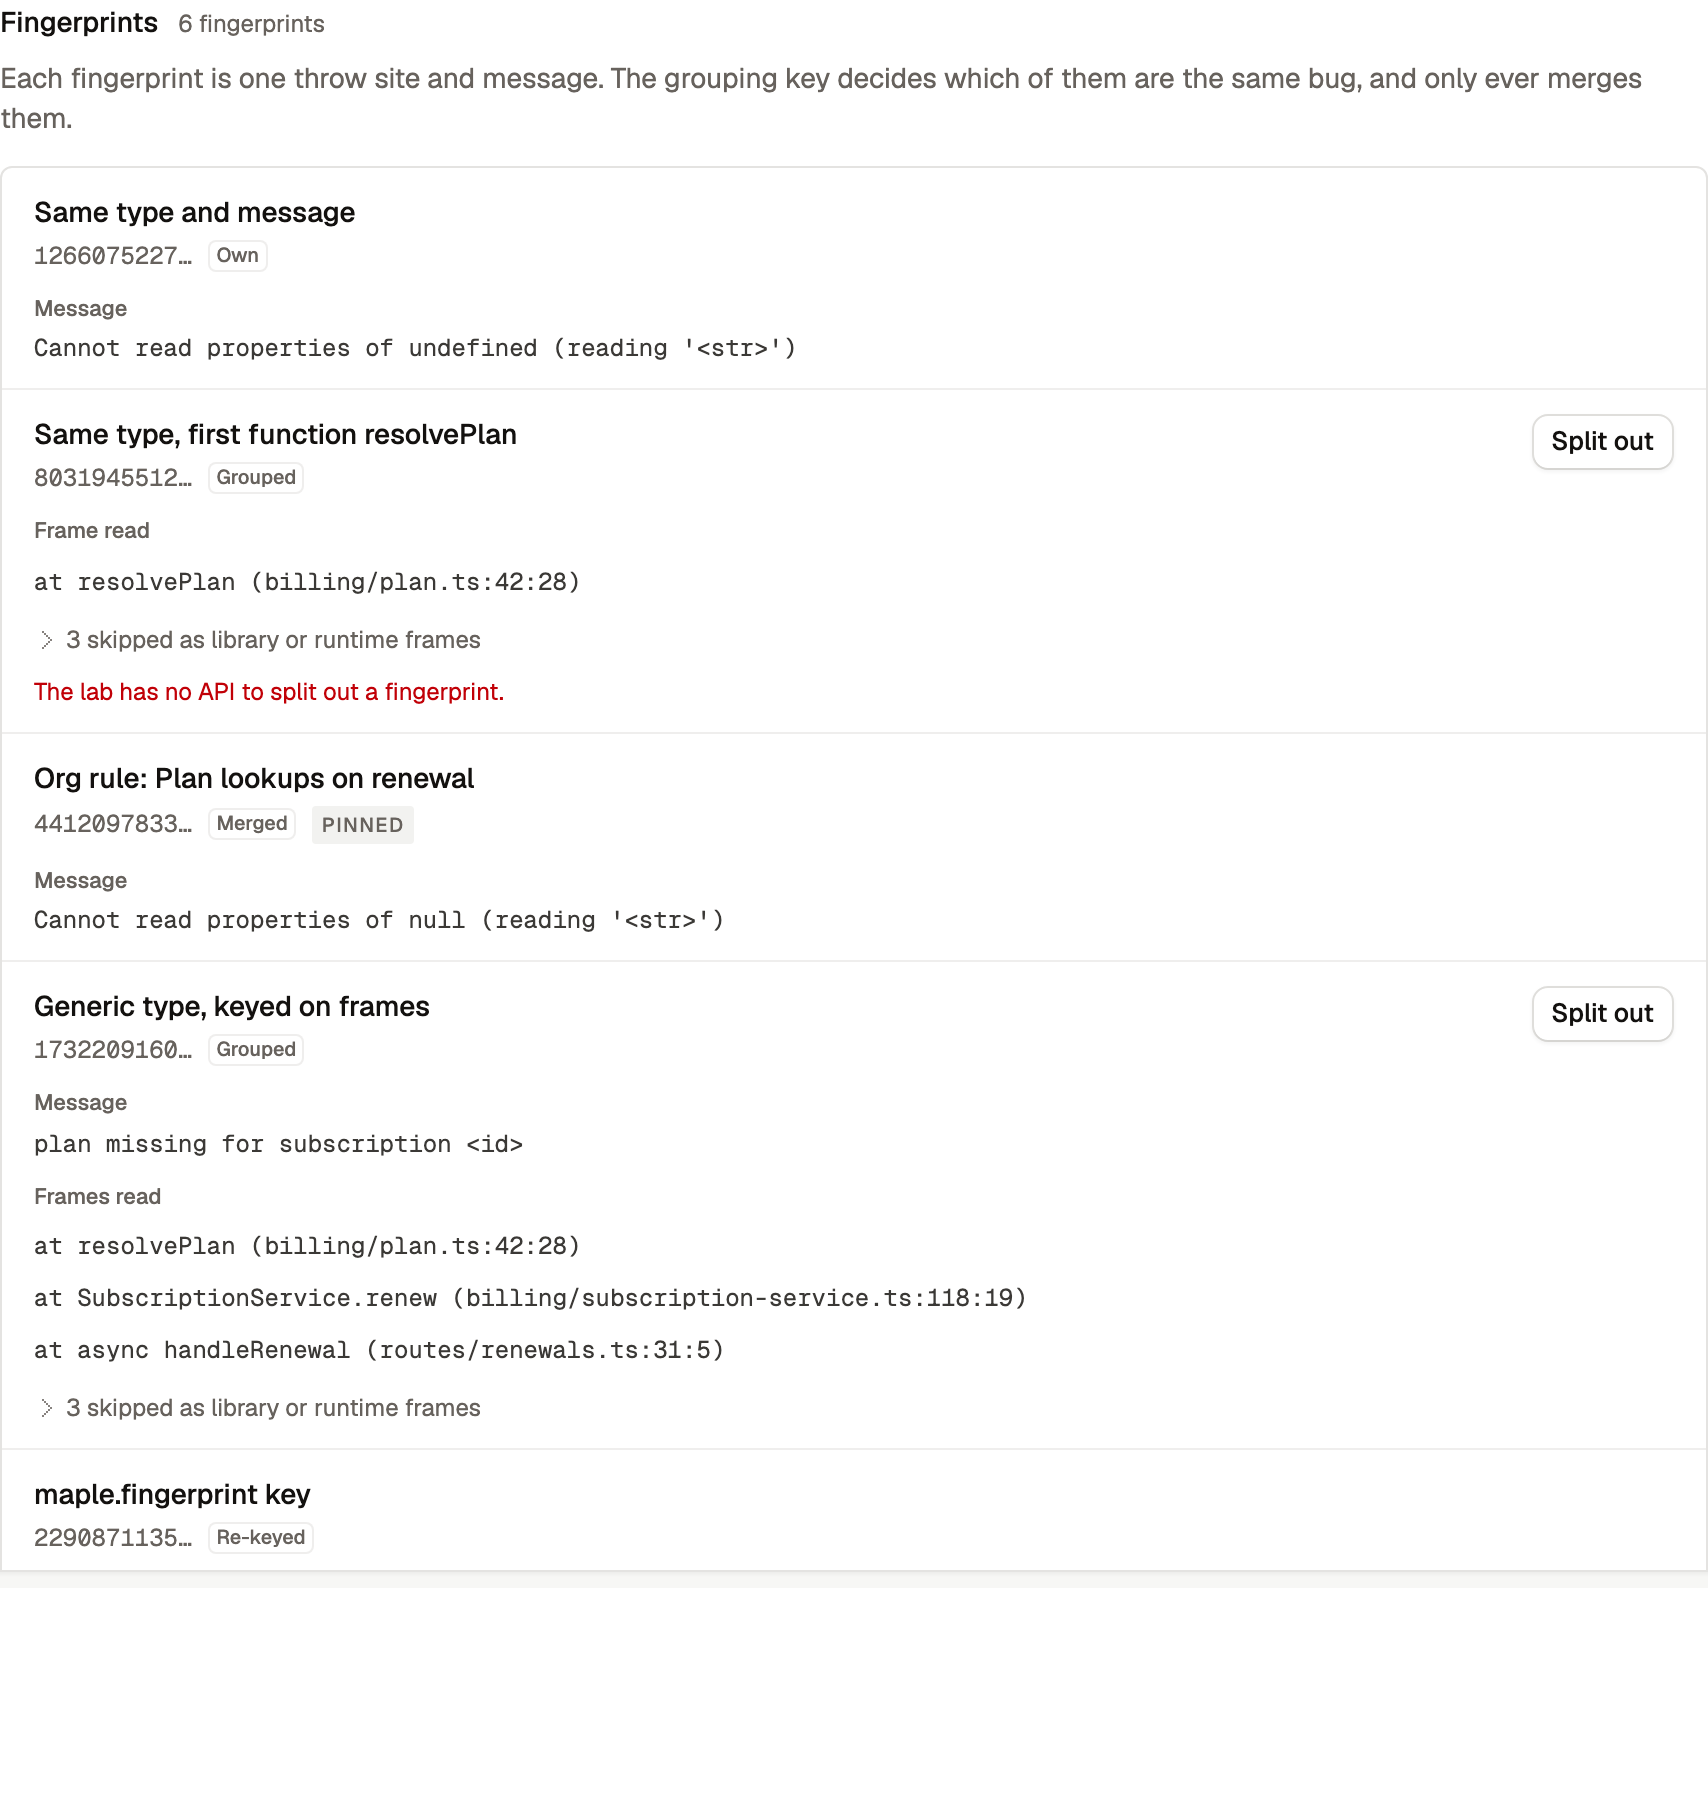 Fingerprints 6 fingerprints
Each fingerprint is one throw site and message. The grouping key decides which of them are the same bug, and only ever merges
them.
Same type and message
1266075227… Own
Message
Cannot read properties of undefined (reading '<str>')
Same type, first function resolvePlan
Split out
8031945512… Grouped
Frame read
at resolvePlan (billing/plan.ts:42:28)
3 skipped as library or runtime frames
The lab has no API to split out a fingerprint.
Org rule: Plan lookups on renewal
4412097833… Merged PINNED
Message
Cannot read properties of null (reading '<str>')
Generic type, keyed on frames
Split out
1732209160… Grouped
Message
plan missing for subscription <id>
Frames read
at resolvePlan (billing/plan.ts:42:28)
at SubscriptionService.renew (billing/subscription-service.ts:118:19)
at async handleRenewal (routes/renewals.ts:31:5)
3 skipped as library or runtime frames
maple.fingerprint key
2290871135… Re-keyed